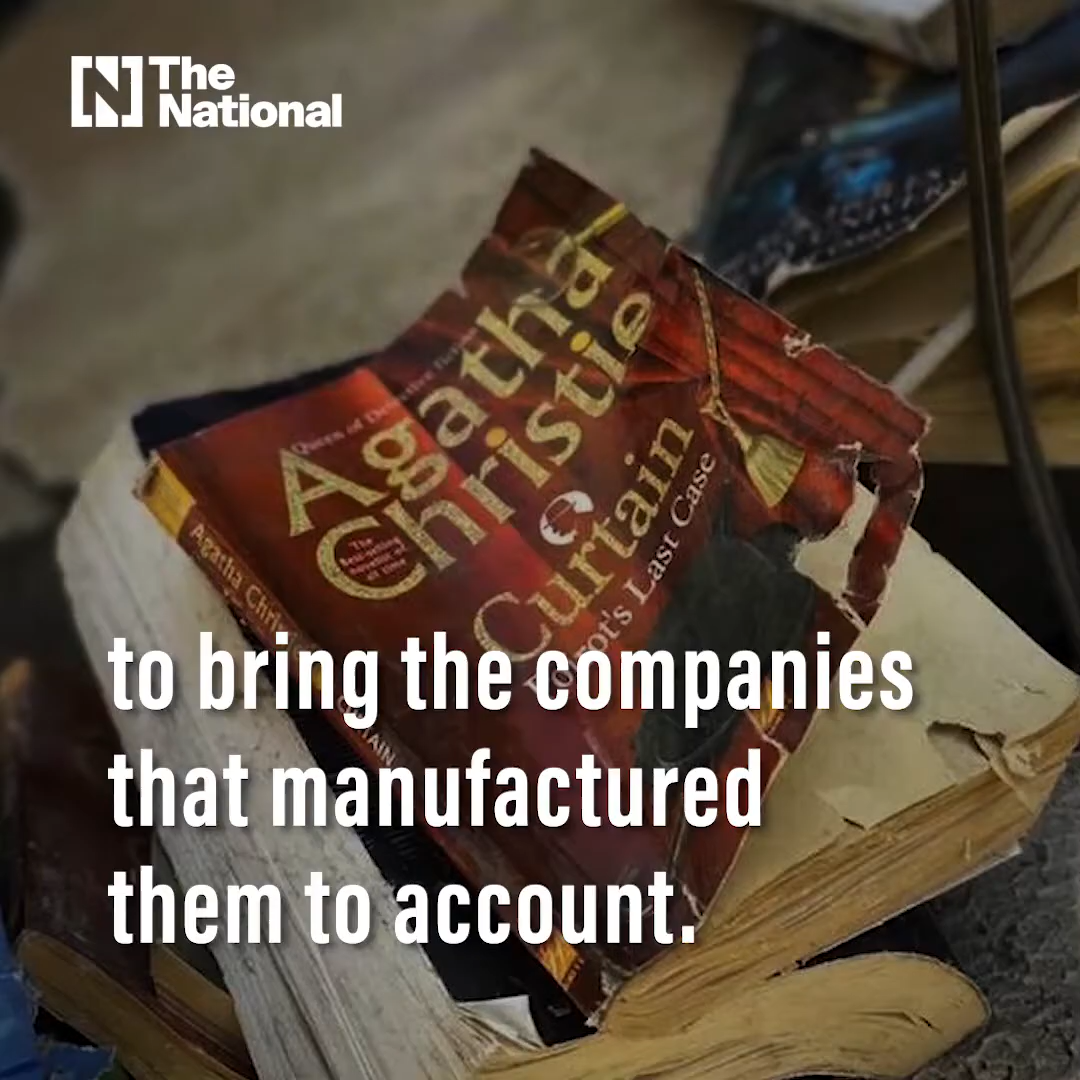 The
National
Queen of Detective Fiction
Agatha
Christie
The
Best-selling
novelist of
all time
Curtain
Poirot's Last Case
Agatha Christie
CURTAIN
to bring the companies
that manufactured
them to account.